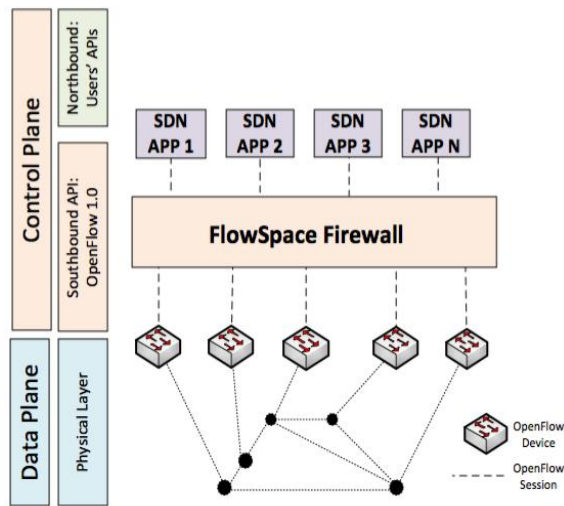 Control Plane
Northbound:
Users' APIs
Southbound API:
OpenFlow 1.0
Data Plane
Physical Layer
SDN
APP 1
SDN
APP 2
SDN
APP 3
SDN
APP N
FlowSpace Firewall
OpenFlow
Device
OpenFlow
Session